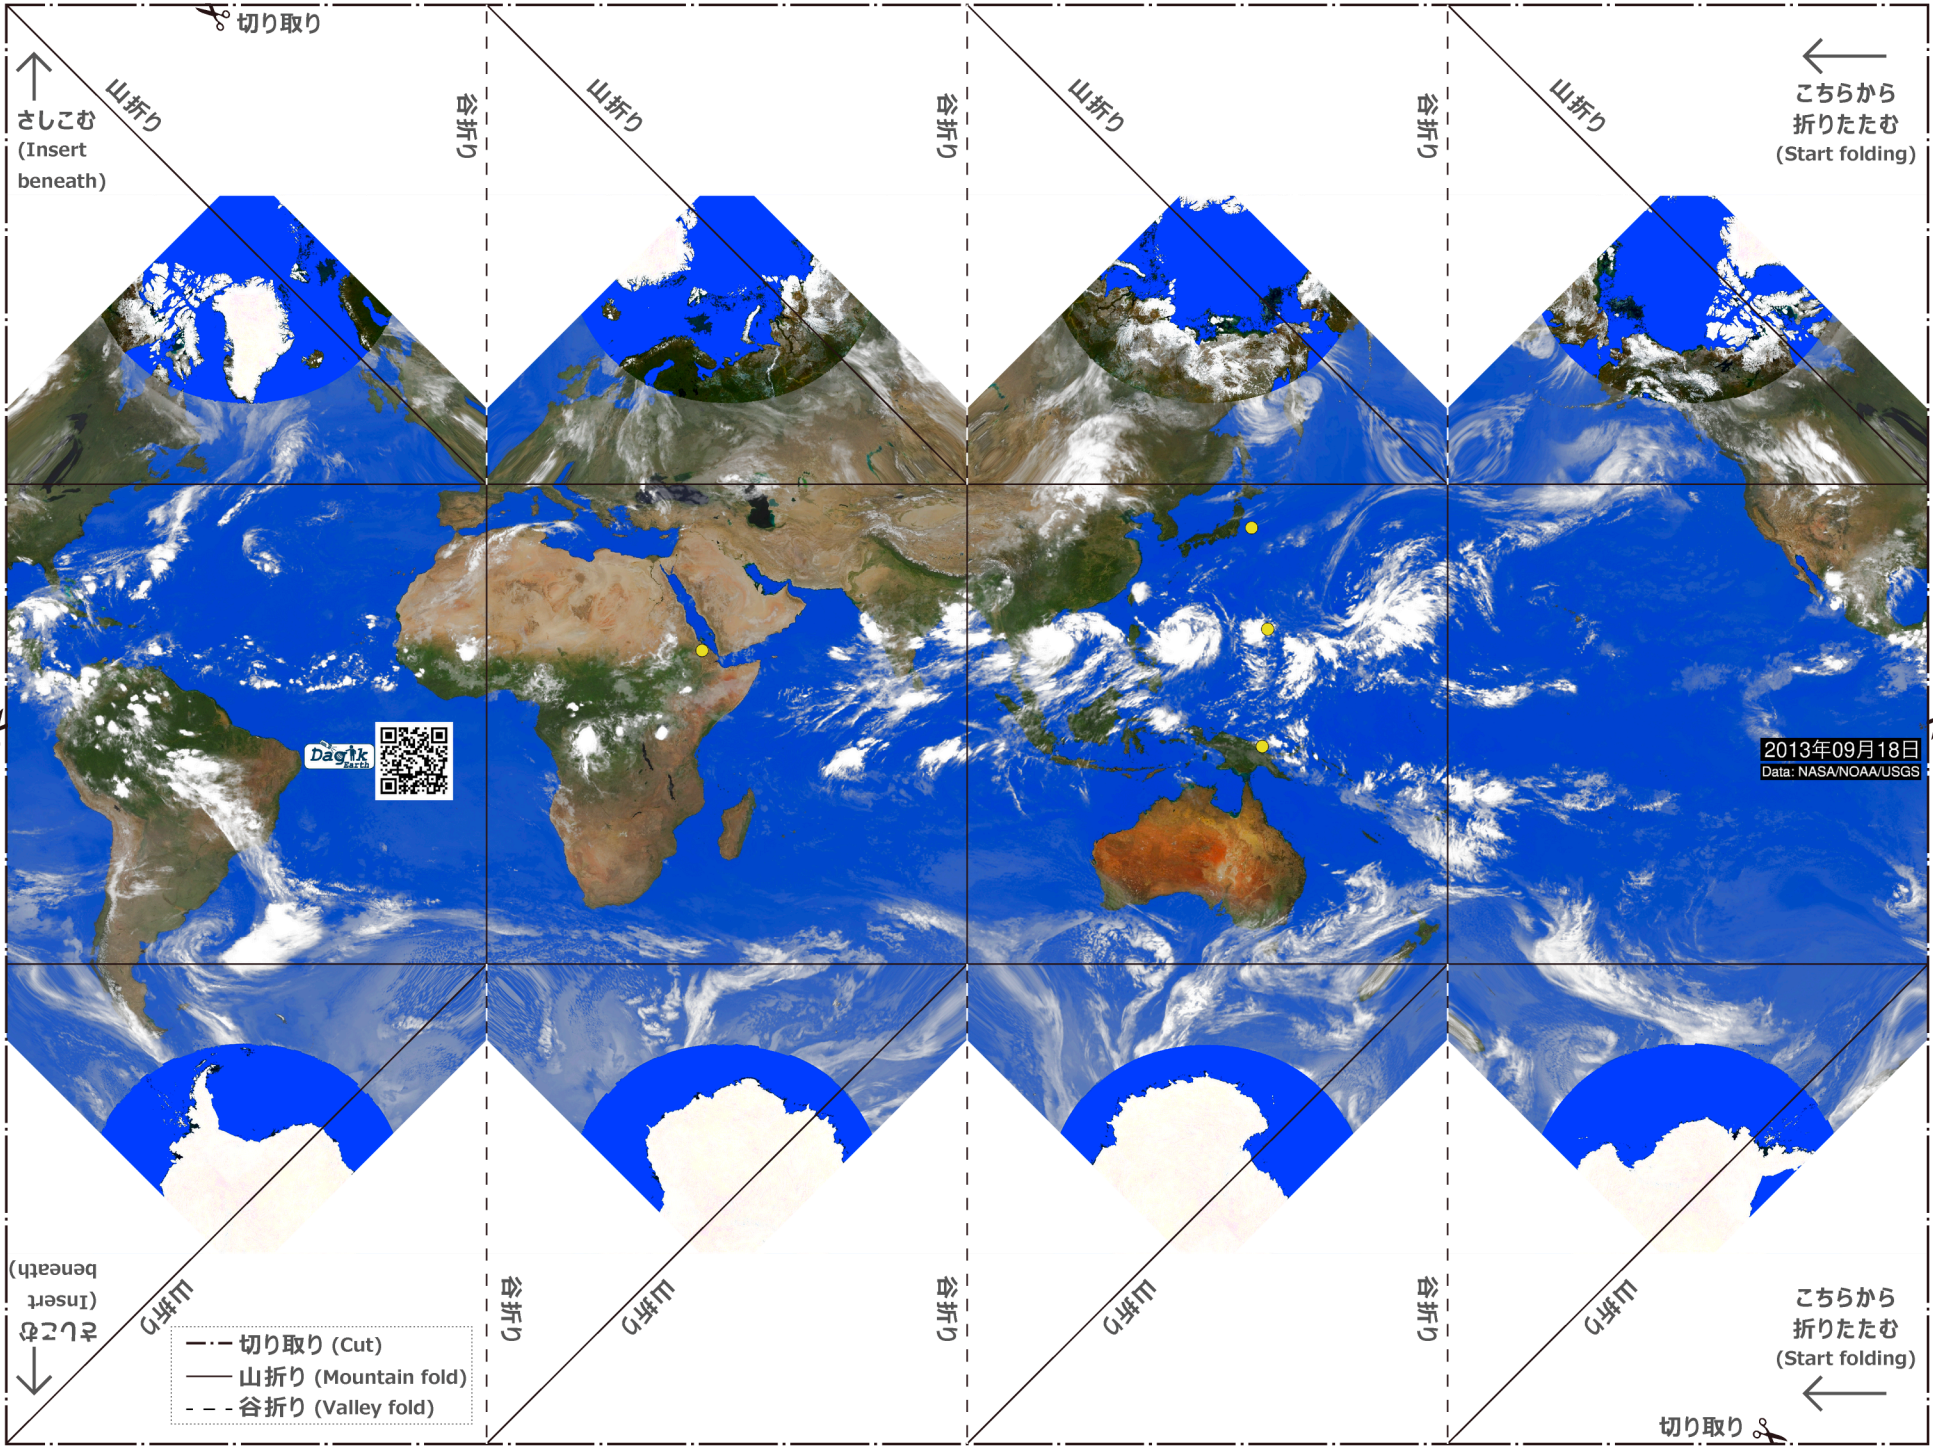 切り取り
さしこむ
(Insert
beneath)
山折り
谷折り
山折り
谷折り
山折り
谷折り
山折り
こちらから
折りたたむ
(Start folding)
Dagik
Earth
2013年09月18日
Data: NASA/NOAA/USGS
さしこむ
(Insert
beneath)
山折り
谷折り
山折り
谷折り
山折り
谷折り
山折り
こちらから
折りたたむ
(Start folding)
切り取り (Cut)
山折り (Mountain fold)
谷折り (Valley fold)
切り取り